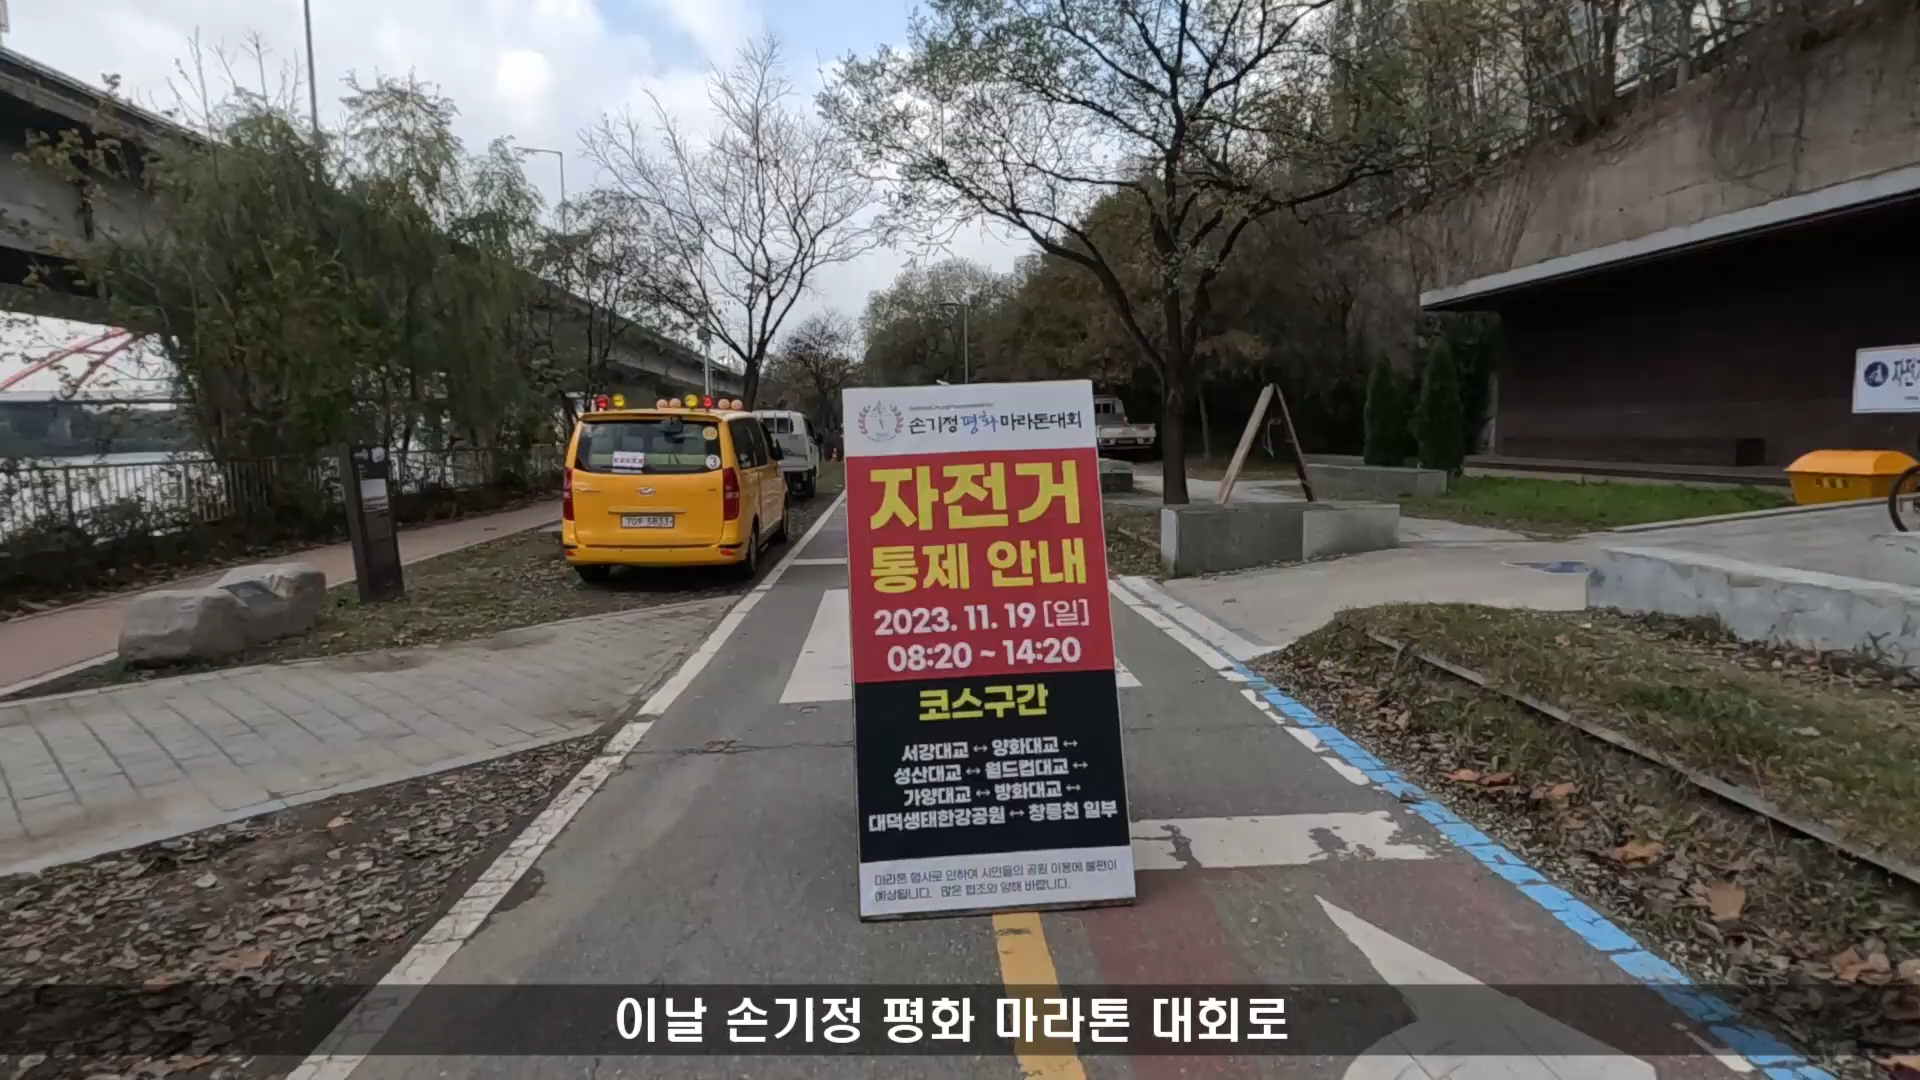 손기정 평화 마라톤대회
자전거
통제 안내
2023. 11. 19 [일]
08:20 ~ 14:20
코스구간
서강대교 ↔ 양화대교 ↔
성산대교 ↔ 월드컵대교 ↔
가양대교 ↔ 방화대교 ↔
대덕생태한강공원 ↔ 창릉천 일부
마라톤 행사로 인하여 시민들의 공원 이용에 불편이
예상됩니다. 많은 협조와 양해 바랍니다.
3
이날 손기정 평화 마라톤 대회로